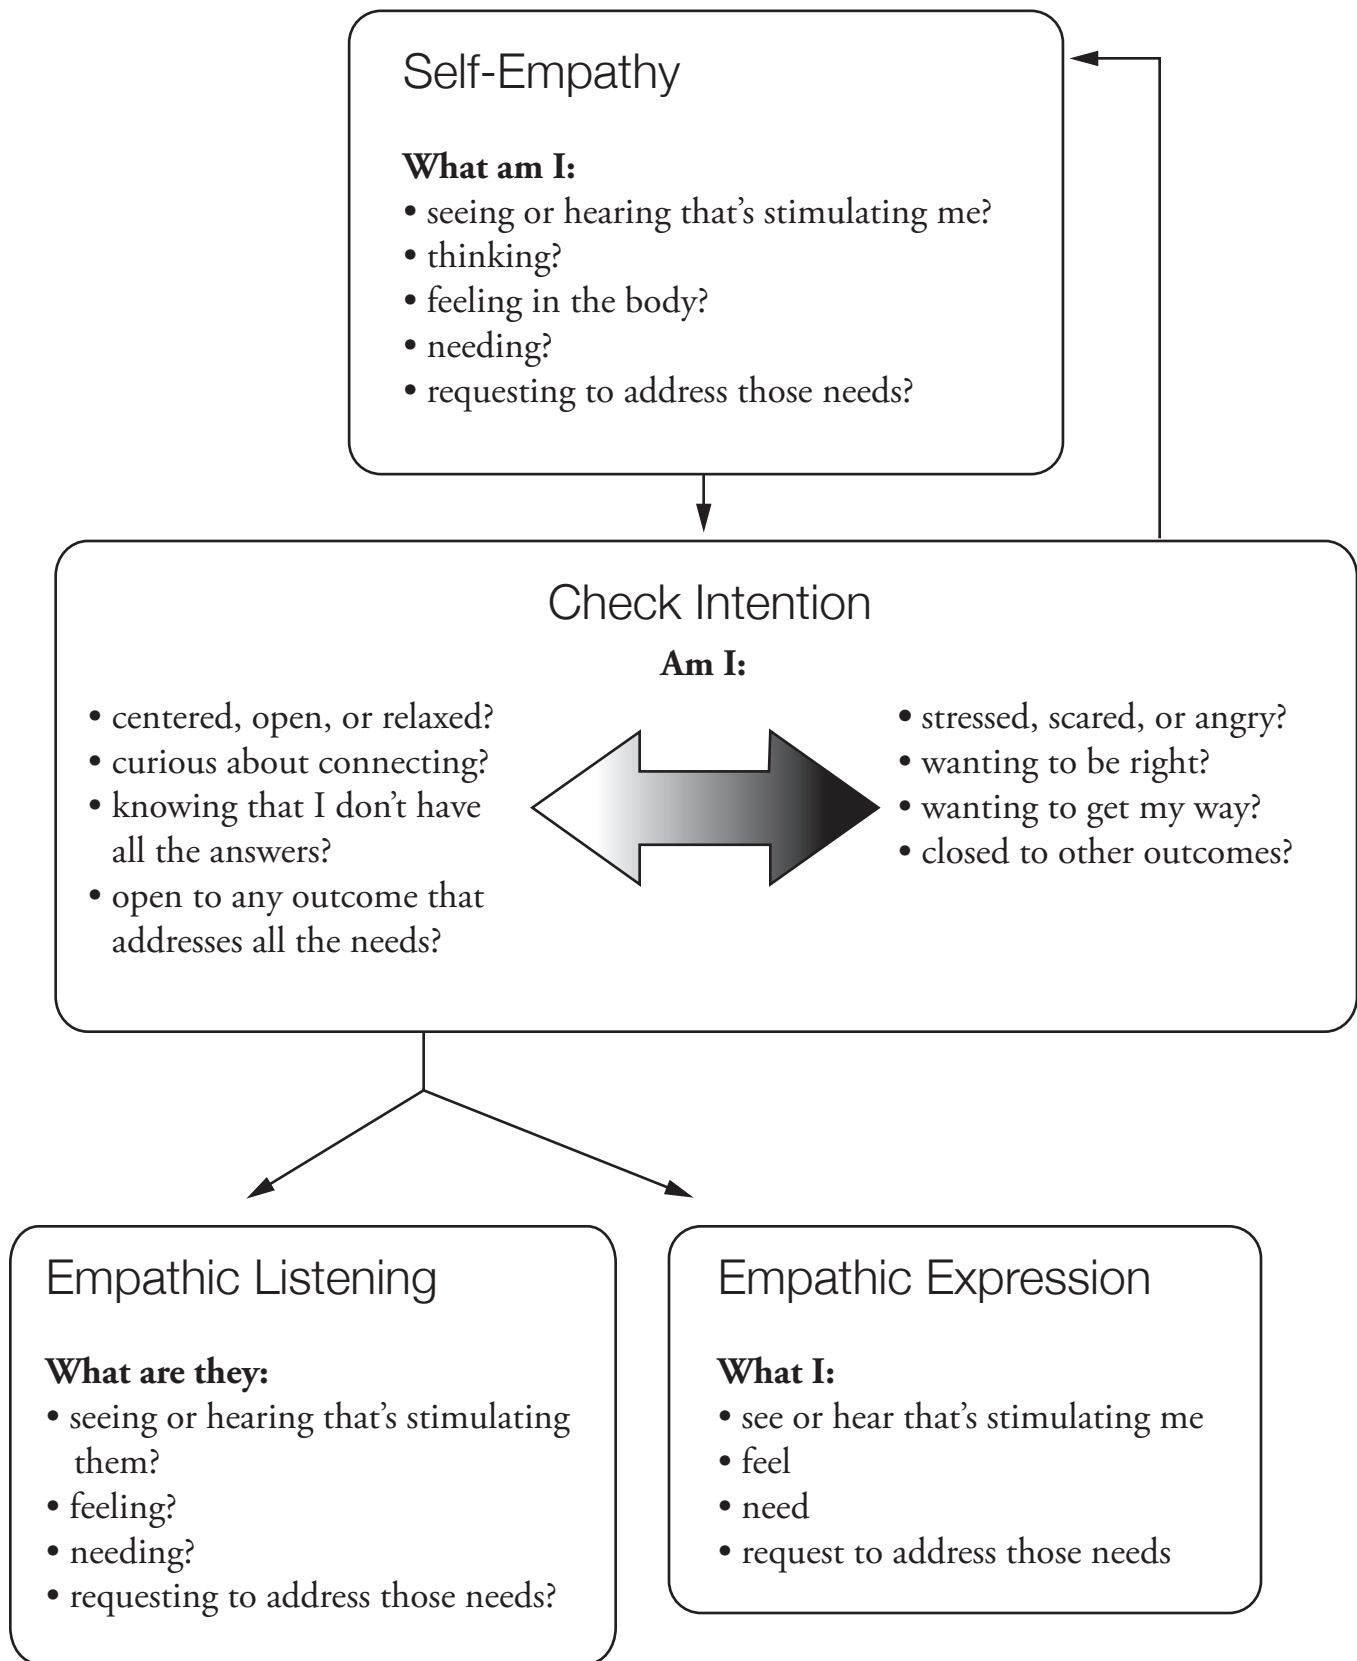 Self-Empathy
What am I:
• seeing or hearing that’s stimulating me?
• thinking?
• feeling in the body?
• needing?
• requesting to address those needs?
Check Intention
Am I:
• centered, open, or relaxed?
• curious about connecting?
• knowing that I don’t have
all the answers?
• open to any outcome that
addresses all the needs?
• stressed, scared, or angry?
• wanting to be right?
• wanting to get my way?
• closed to other outcomes?
Empathic Listening
What are they:
• seeing or hearing that’s stimulating
them?
• feeling?
• needing?
• requesting to address those needs?
Empathic Expression
What I:
• see or hear that’s stimulating me
• feel
• need
• request to address those needs